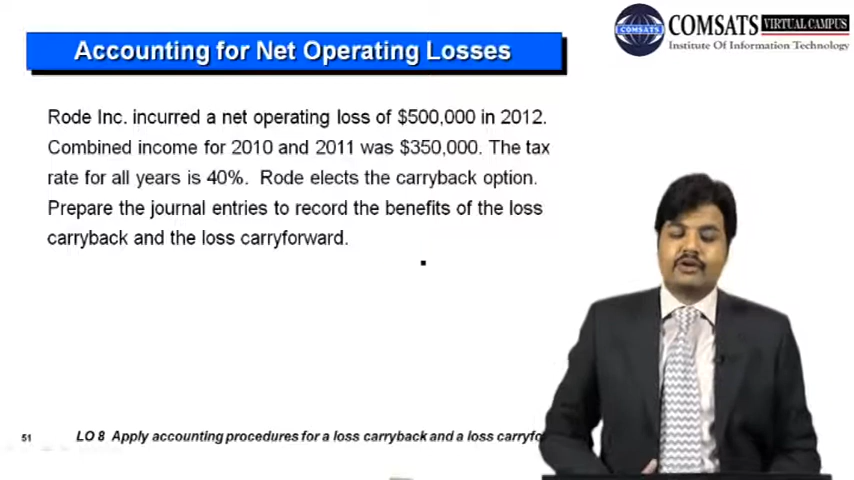 COMSATS VIRTUAL CAMPUS
COMSATS
Institute Of Information Technology
Accounting for Net Operating Losses
Rode Inc. incurred a net operating loss of $500,000 in 2012.
Combined income for 2010 and 2011 was $350,000. The tax
rate for all years is 40%. Rode elects the carryback option.
Prepare the journal entries to record the benefits of the loss
carryback and the loss carryforward.
51
LO 8 Apply accounting procedures for a loss carryback and a loss carryfo